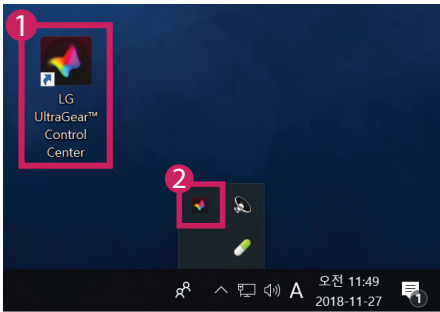 1
LG
UltraGear™
Control
Center
2
A
오전 11:49
2018-11-27
1